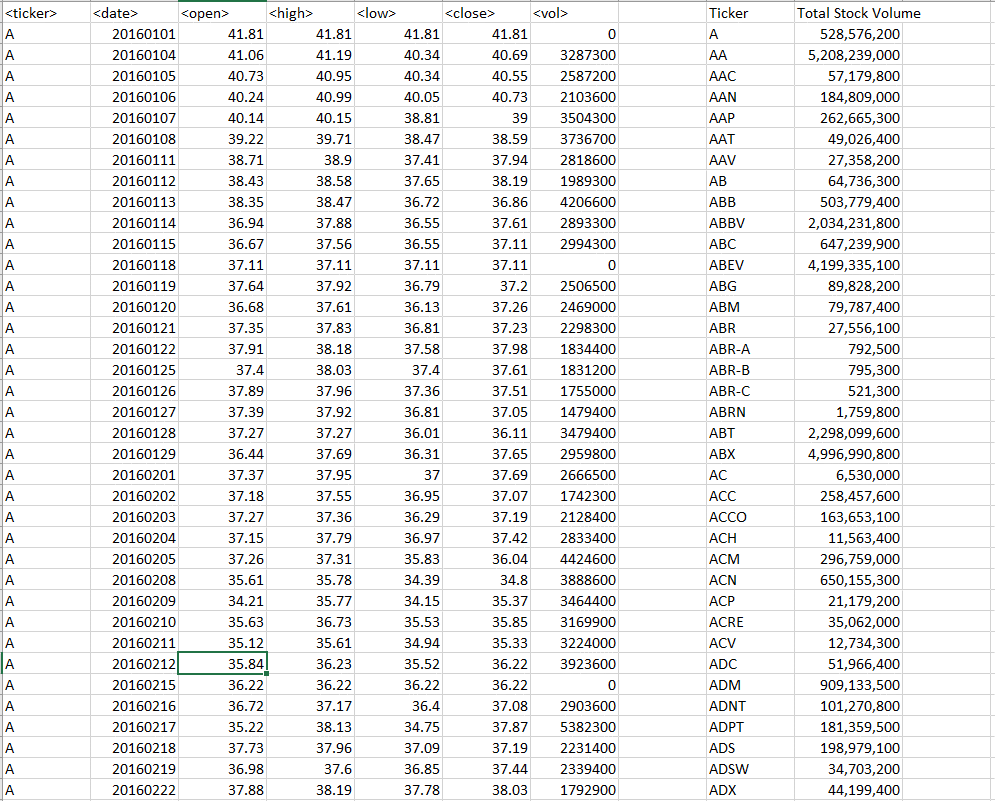 <ticker> <date> <open> <high> <low> <close> <vol> Ticker Total Stock Volume
A 20160101 41.81 41.81 41.81 41.81 0 A 528,576,200
A 20160104 41.06 41.19 40.34 40.69 3287300 AA 5,208,239,000
A 20160105 40.73 40.95 40.34 40.55 2587200 AAC 57,179,800
A 20160106 40.24 40.99 40.05 40.73 2103600 AAN 184,809,000
A 20160107 40.14 40.15 38.81 39 3504300 AAP 262,665,300
A 20160108 39.22 39.71 38.47 38.59 3736700 AAT 49,026,400
A 20160111 38.71 38.9 37.41 37.94 2818600 AAV 27,358,200
A 20160112 38.43 38.58 37.65 38.19 1989300 AB 64,736,300
A 20160113 38.35 38.47 36.72 36.86 4206600 ABB 503,779,400
A 20160114 36.94 37.88 36.55 37.61 2893300 ABBV 2,034,231,800
A 20160115 36.67 37.56 36.55 37.11 2994300 ABC 647,239,900
A 20160118 37.11 37.11 37.11 37.11 0 ABEV 4,199,335,100
A 20160119 37.64 37.92 36.79 37.2 2506500 ABG 89,828,200
A 20160120 36.68 37.61 36.13 37.26 2469000 ABM 79,787,400
A 20160121 37.35 37.83 36.81 37.23 2298300 ABR 27,556,100
A 20160122 37.91 38.18 37.58 37.98 1834400 ABR-A 792,500
A 20160125 37.4 38.03 37.4 37.61 1831200 ABR-B 795,300
A 20160126 37.89 37.96 37.36 37.51 1755000 ABR-C 521,300
A 20160127 37.39 37.92 36.81 37.05 1479400 ABRN 1,759,800
A 20160128 37.27 37.27 36.01 36.11 3479400 ABT 2,298,099,600
A 20160129 36.44 37.69 36.31 37.65 2959800 ABX 4,996,990,800
A 20160201 37.37 37.95 37 37.69 2666500 AC 6,530,000
A 20160202 37.18 37.55 36.95 37.07 1742300 ACC 258,457,600
A 20160203 37.27 37.36 36.29 37.19 2128400 ACCO 163,653,100
A 20160204 37.15 37.79 36.97 37.42 2833400 ACH 11,563,400
A 20160205 37.26 37.31 35.83 36.04 4424600 ACM 296,759,000
A 20160208 35.61 35.78 34.39 34.8 3888600 ACN 650,155,300
A 20160209 34.21 35.77 34.15 35.37 3464400 ACP 21,179,200
A 20160210 35.63 36.73 35.53 35.85 3169900 ACRE 35,062,000
A 20160211 35.12 35.61 34.94 35.33 3224000 ACV 12,734,300
A 20160212 35.84 36.23 35.52 36.22 3923600 ADC 51,966,400
A 20160215 36.22 36.22 36.22 36.22 0 ADM 909,133,500
A 20160216 36.72 37.17 36.4 37.08 2903600 ADNT 101,270,800
A 20160217 35.22 38.13 34.75 37.87 5382300 ADPT 181,359,500
A 20160218 37.73 37.96 37.09 37.19 2231400 ADS 198,979,100
A 20160219 36.98 37.6 36.85 37.44 2339400 ADSW 34,703,200
A 20160222 37.88 38.19 37.78 38.03 1792900 ADX 44,199,400